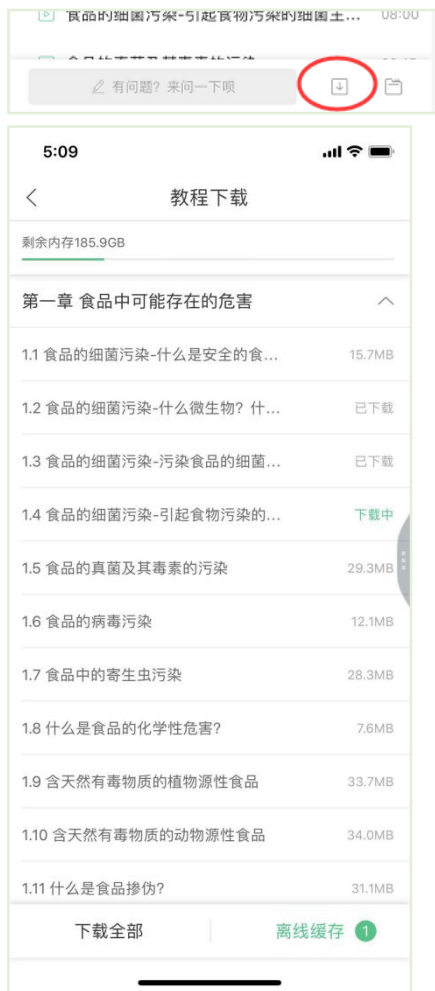 食品的细菌污染-引起食物污染的细菌主... 08:00
有问题？来问一下呗
5:09
教程下载
剩余内存185.9GB
第一章 食品中可能存在的危害
1.1 食品的细菌污染-什么是安全的食... 15.7MB
1.2 食品的细菌污染-什么微生物？什... 已下载
1.3 食品的细菌污染-污染食品的细菌... 已下载
1.4 食品的细菌污染-引起食物污染的... 下载中
1.5 食品的真菌及其毒素的污染 29.3MB
1.6 食品的病毒污染 12.1MB
1.7 食品中的寄生虫污染 28.3MB
1.8 什么是食品的化学性危害？ 7.6MB
1.9 含天然有毒物质的植物源性食品 33.7MB
1.10 含天然有毒物质的动物源性食品 34.0MB
1.11 什么是食品掺伪？ 31.1MB
下载全部 离线缓存 1